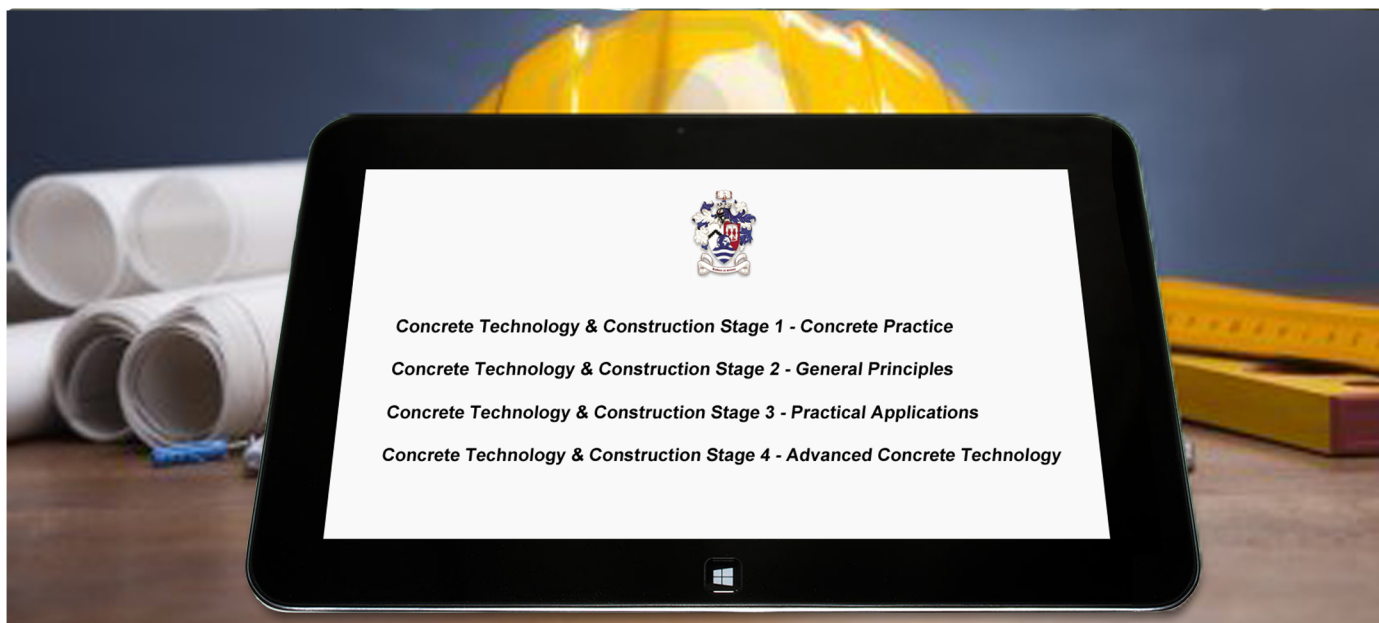 Concrete Technology & Construction Stage 1 - Concrete Practice
Concrete Technology & Construction Stage 2 - General Principles
Concrete Technology & Construction Stage 3 - Practical Applications
Concrete Technology & Construction Stage 4 - Advanced Concrete Technology